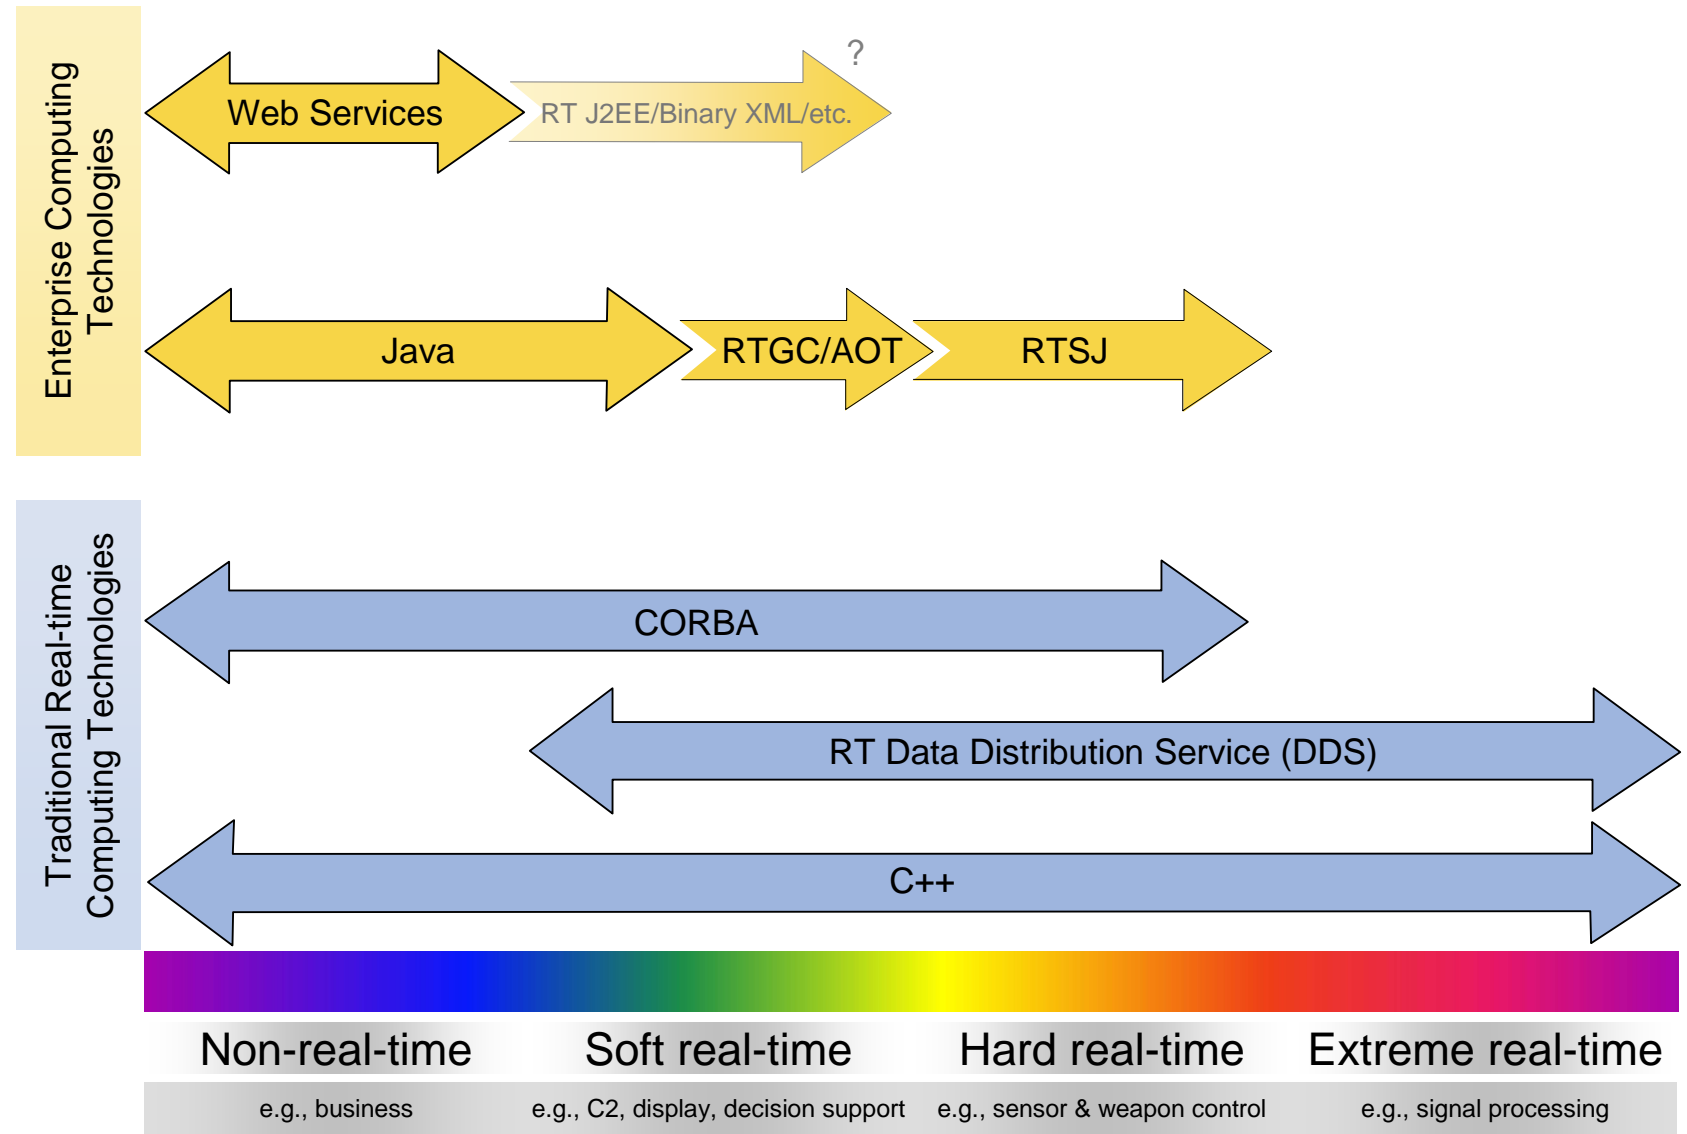 Enterprise Computing
Technologies
Web Services
RT J2EE/Binary XML/etc.
?
Java
RTGC/AOT
RTSJ
Traditional Real-time
Computing Technologies
CORBA
RT Data Distribution Service (DDS)
C++
Non-real-time
Soft real-time
Hard real-time
Extreme real-time
e.g., business
e.g., C2, display, decision support
e.g., sensor & weapon control
e.g., signal processing